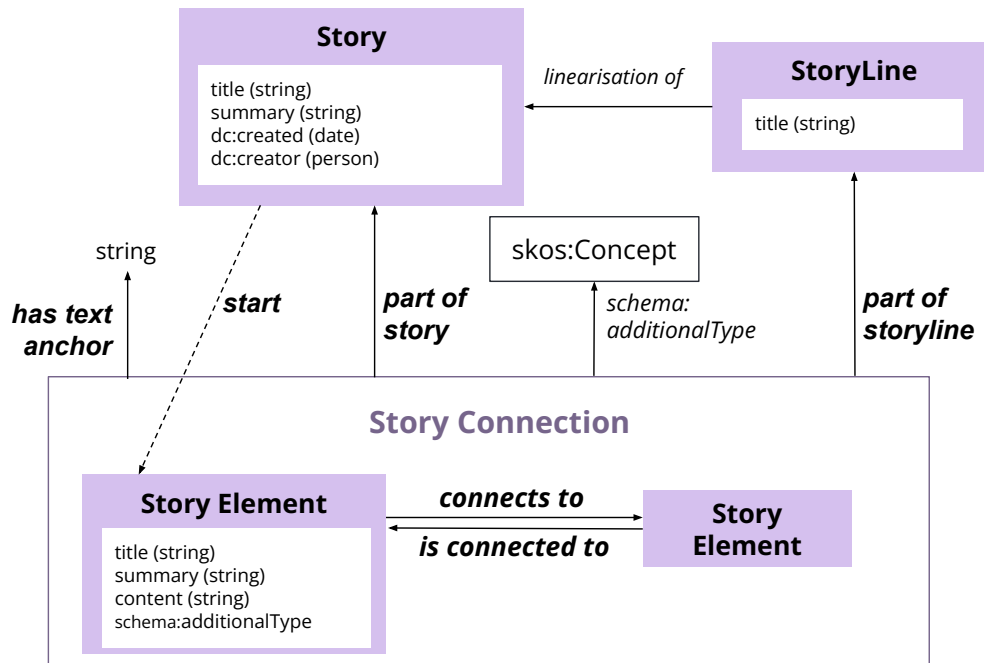 Story
title (string)
summary (string)
dc:created (date)
dc:creator (person)
linearisation of
StoryLine
title (string)
string
has text
anchor
start
part of
story
skos:Concept
schema:
additionalType
part of
storyline
Story Connection
Story Element
title (string)
summary (string)
content (string)
schema:additionalType
connects to
is connected to
Story
Element